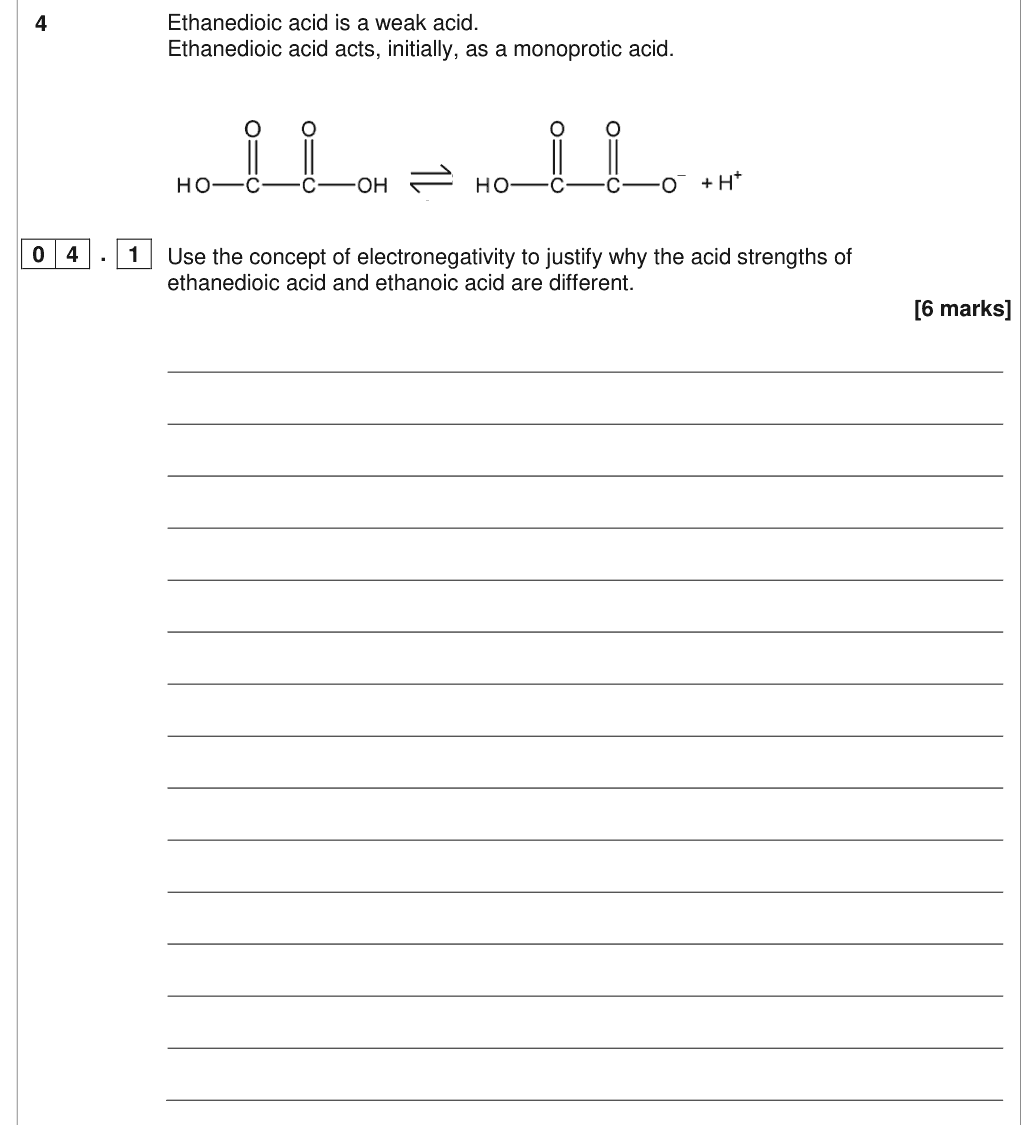 4 Ethanedioic acid is a weak acid.
Ethanedioic acid acts, initially, as a monoprotic acid.
O O O O
HO C C OH ⇌ HO C C O⁻ + H⁺
0 4 . 1 Use the concept of electronegativity to justify why the acid strengths of
ethanedioic acid and ethanoic acid are different.
[6 marks]